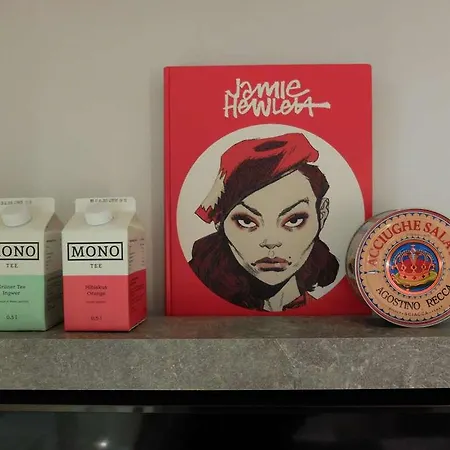 Jamie
Hewlett
MONO
TEE
Grüner Tee
Ingwer
0,5 l
MONO
TEE
Hibiskus
Orange
0,5 l
ACCIUGHE SALA
AGOSTINO RECCA
SCIACCA